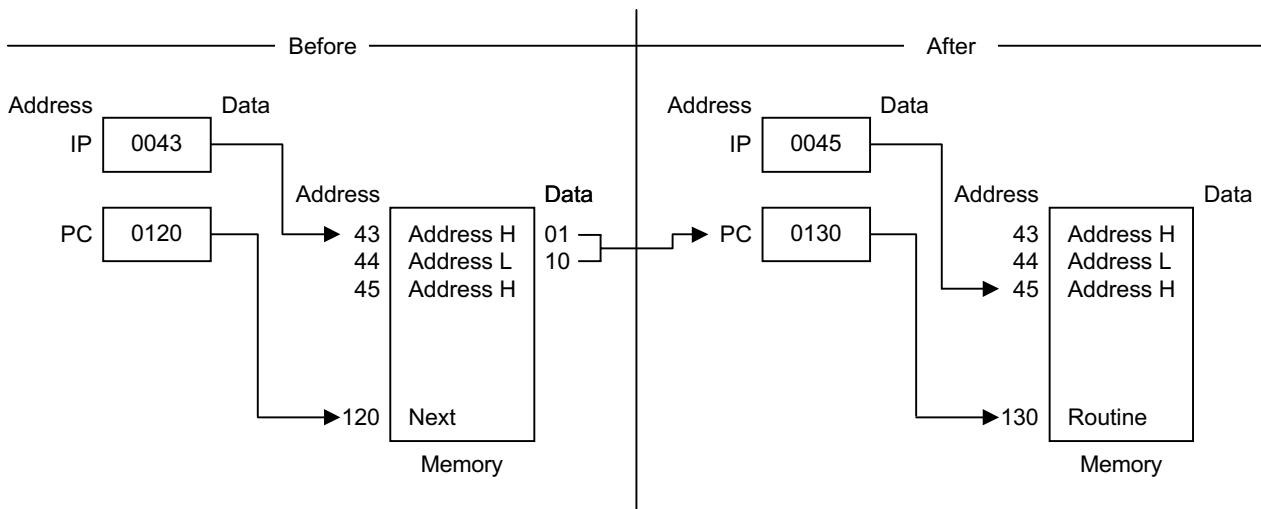 Before
After
Address Data
IP 0043
Address Data
PC 0120
43 Address H 01
44 Address L 10
45 Address H
120 Next
Memory
Address Data
IP 0045
Address Data
PC 0130
43 Address H
44 Address L
45 Address H
130 Routine
Memory